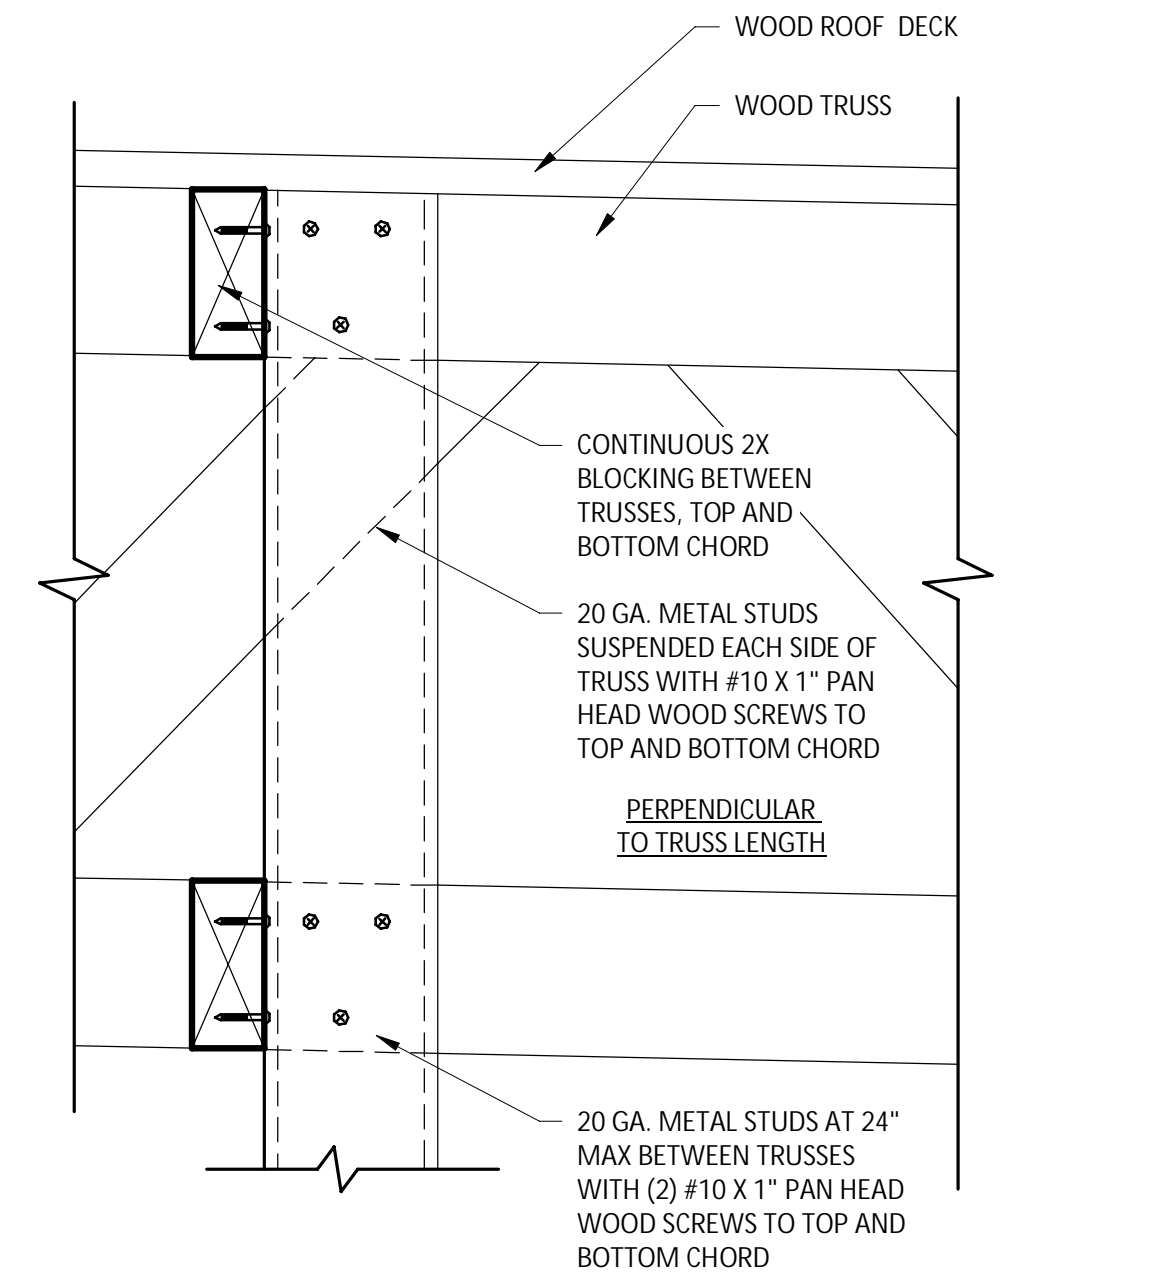 WOOD ROOF DECK
WOOD TRUSS
CONTINUOUS 2X
BLOCKING BETWEEN
TRUSSES, TOP AND
BOTTOM CHORD
20 GA. METAL STUDS
SUSPENDED EACH SIDE OF
TRUSS WITH #10 X 1" PAN
HEAD WOOD SCREWS TO
TOP AND BOTTOM CHORD
PERPENDICULAR
TO TRUSS LENGTH
20 GA. METAL STUDS AT 24"
MAX BETWEEN TRUSSES
WITH (2) #10 X 1" PAN HEAD
WOOD SCREWS TO TOP AND
BOTTOM CHORD